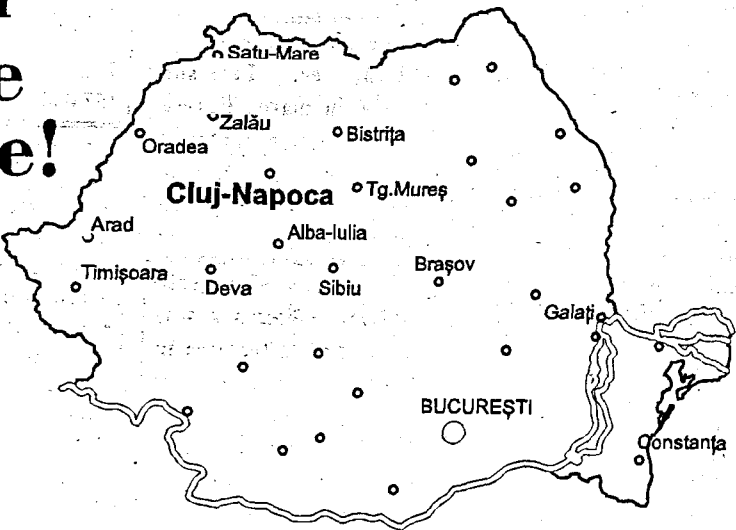 e
e!
Satu-Mare
Zalău
Oradea
Bistrița
Cluj-Napoca
Tg.Mureș
Arad
Alba-Iulia
Timișoara
Deva
Sibiu
Brașov
Galați
BUCUREȘTI
Constanța